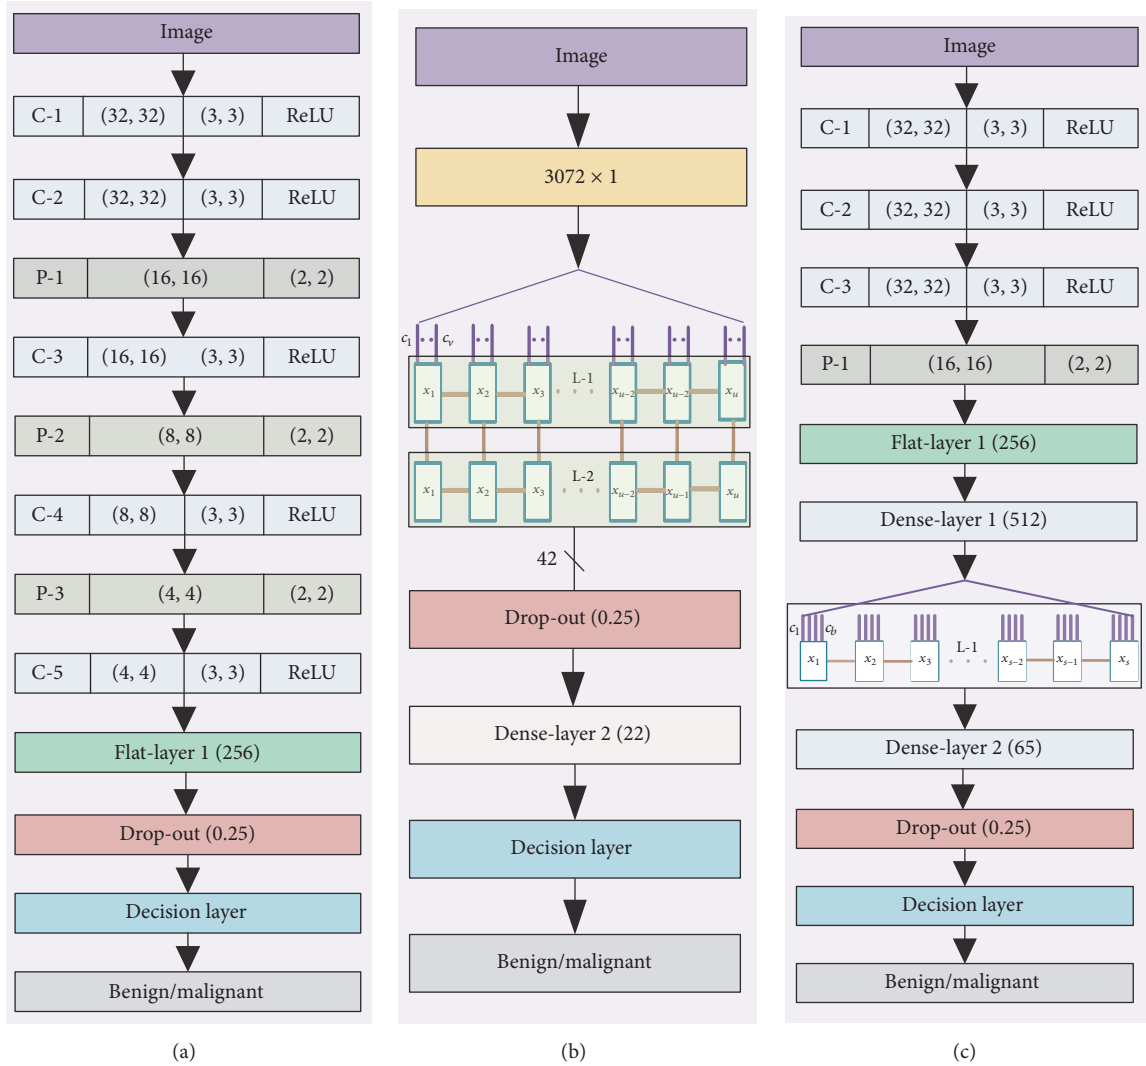 Image
C-1 (32, 32) (3, 3) ReLU
C-2 (32, 32) (3, 3) ReLU
P-1 (16, 16) (2, 2)
C-3 (16, 16) (3, 3) ReLU
P-2 (8, 8) (2, 2)
C-4 (8, 8) (3, 3) ReLU
P-3 (4, 4) (2, 2)
C-5 (4, 4) (3, 3) ReLU
Flat-layer 1 (256)
Drop-out (0.25)
Decision layer
Benign/malignant
(a)
Image
3072 × 1
c₁ cᵥ
L-1
x₁ x₂ x₃ . . . xᵤ₋₂ xᵤ₋₂ xᵤ
L-2
x₁ x₂ x₃ . . . xᵤ₋₂ xᵤ₋₁ xᵤ
42
Drop-out (0.25)
Dense-layer 2 (22)
Decision layer
Benign/malignant
(b)
Image
C-1 (32, 32) (3, 3) ReLU
C-2 (32, 32) (3, 3) ReLU
C-3 (32, 32) (3, 3) ReLU
P-1 (16, 16) (2, 2)
Flat-layer 1 (256)
Dense-layer 1 (512)
c₁ c_b
L-1
x₁ x₂ x₃ . . . xₛ₋₂ xₛ₋₁ xₛ
Dense-layer 2 (65)
Drop-out (0.25)
Decision layer
Benign/malignant
(c)